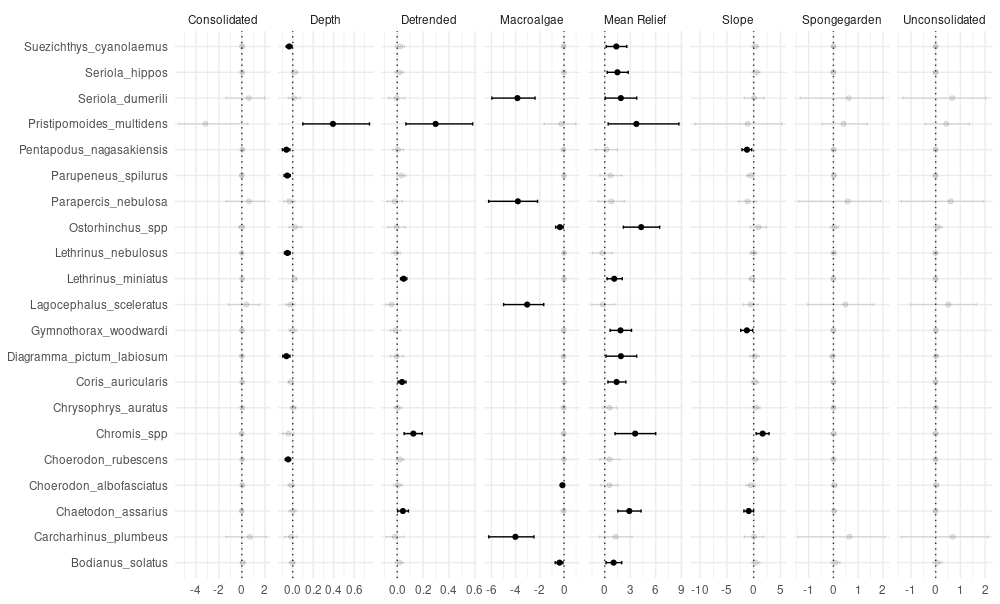 Consolidated Depth Detrended Macroalgae Mean Relief Slope Spongegarden Unconsolidated
Suezichthys_cyanolaemus
Seriola_hippos
Seriola_dumerili
Pristipomoides_multidens
Pentapodus_nagasakiensis
Parupeneus_spilurus
Parapercis_nebulosa
Ostorhinchus_spp
Lethrinus_nebulosus
Lethrinus_miniatus
Lagocephalus_sceleratus
Gymnothorax_woodwardi
Diagramma_pictum_labiosum
Coris_auricularis
Chrysophrys_auratus
Chromis_spp
Choerodon_rubescens
Choerodon_albofasciatus
Chaetodon_assarius
Carcharhinus_plumbeus
Bodianus_solatus
-4 -2 0 2 0.0 0.2 0.4 0.6 0.0 0.2 0.4 0.6 -6 -4 -2 0 0 3 6 9 -10 -5 0 5 -1 0 1 2 -1 0 1 2